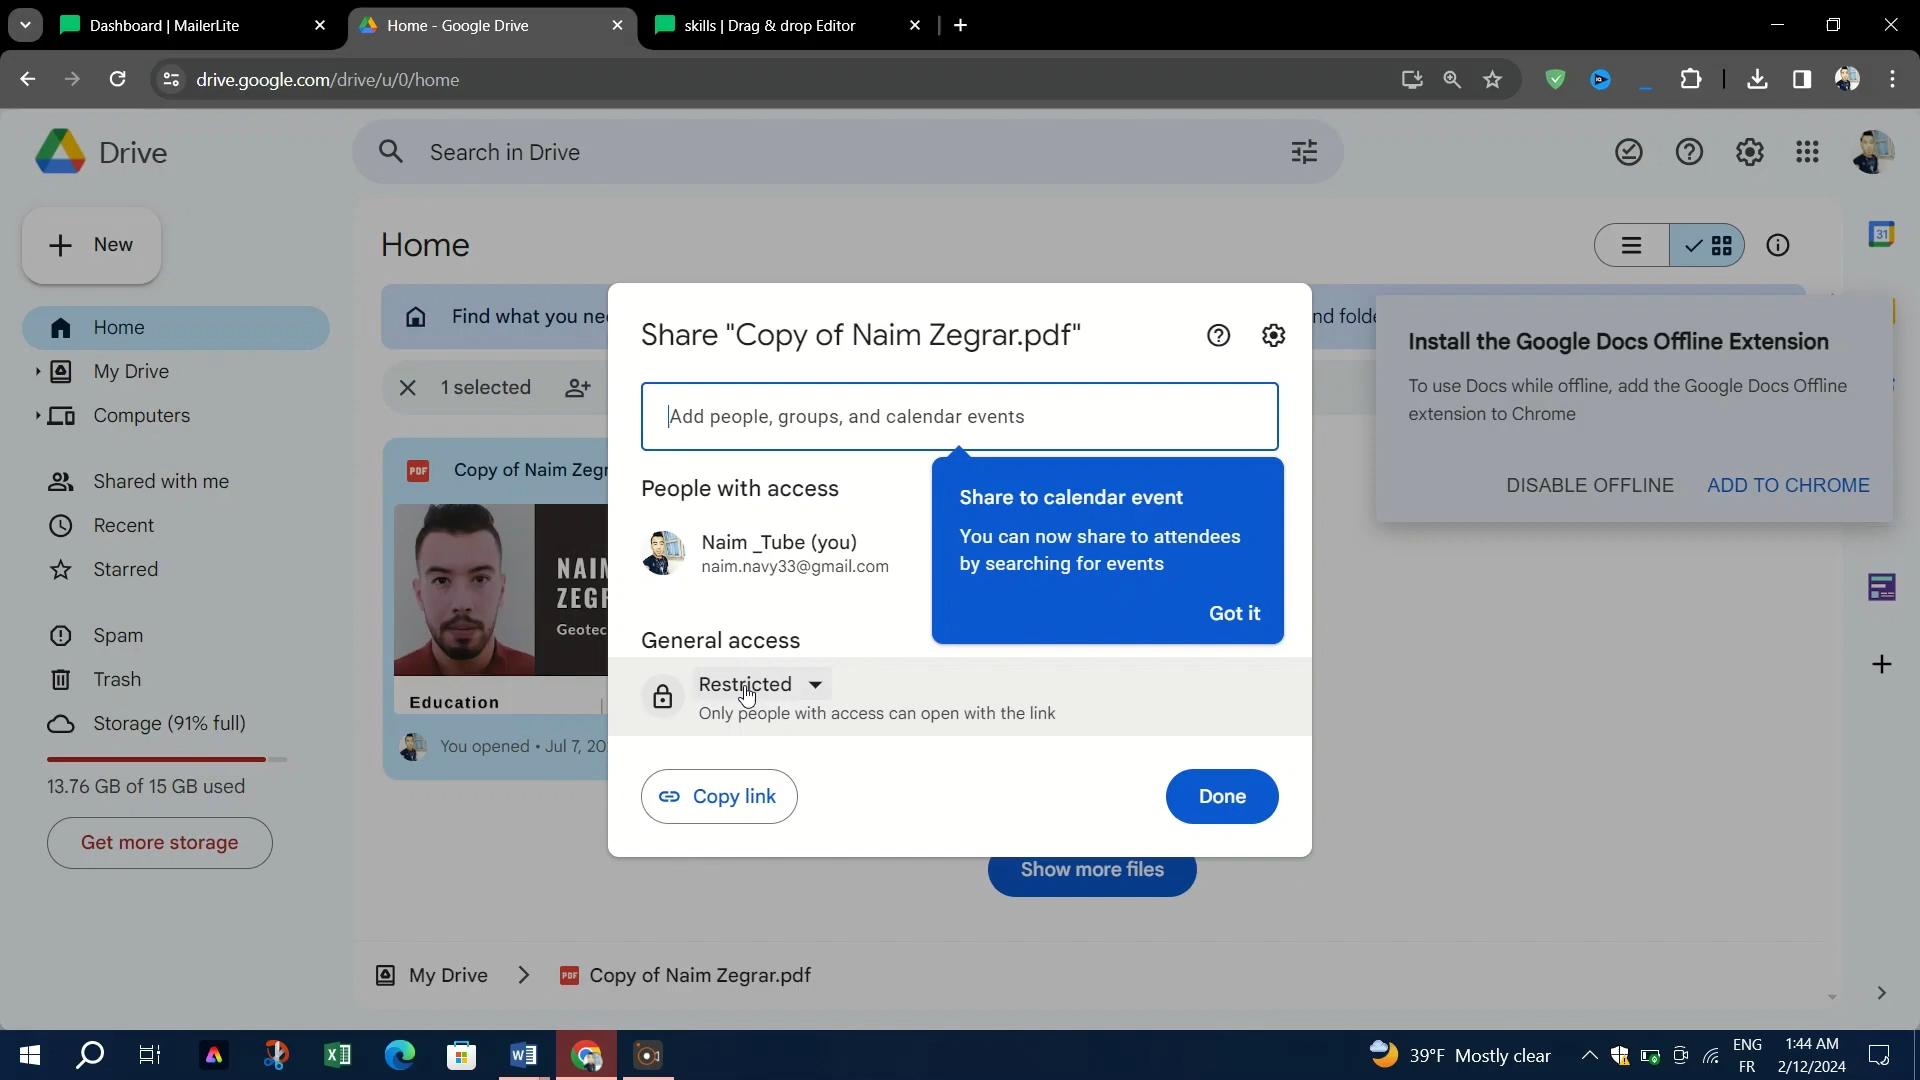 Dashboard | MailerLite
Home - Google Drive
skills | Drag & drop Editor
drive.google.com/drive/u/0/home
Drive
Search in Drive
New
Home
My Drive
Computers
Shared with me
Recent
Starred
Spam
Trash
Storage (91% full)
13.76 GB of 15 GB used
Get more storage
Home
Find what you nee
nd folde
1 selected
PDF
Copy of Naim Zegr
NAIM
ZEGR
Geotec
Education
You opened • Jul 7, 20
Share "Copy of Naim Zegrar.pdf"
Add people, groups, and calendar events
People with access
Naim _Tube (you)
naim.navy33@gmail.com
Share to calendar event
You can now share to attendees
by searching for events
Got it
General access
Restricted
Only people with access can open with the link
Copy link
Done
Show more files
Install the Google Docs Offline Extension
To use Docs while offline, add the Google Docs Offline
extension to Chrome
DISABLE OFFLINE
ADD TO CHROME
31
My Drive
PDF
Copy of Naim Zegrar.pdf
39°F Mostly clear
ENG
FR
1:44 AM
2/12/2024